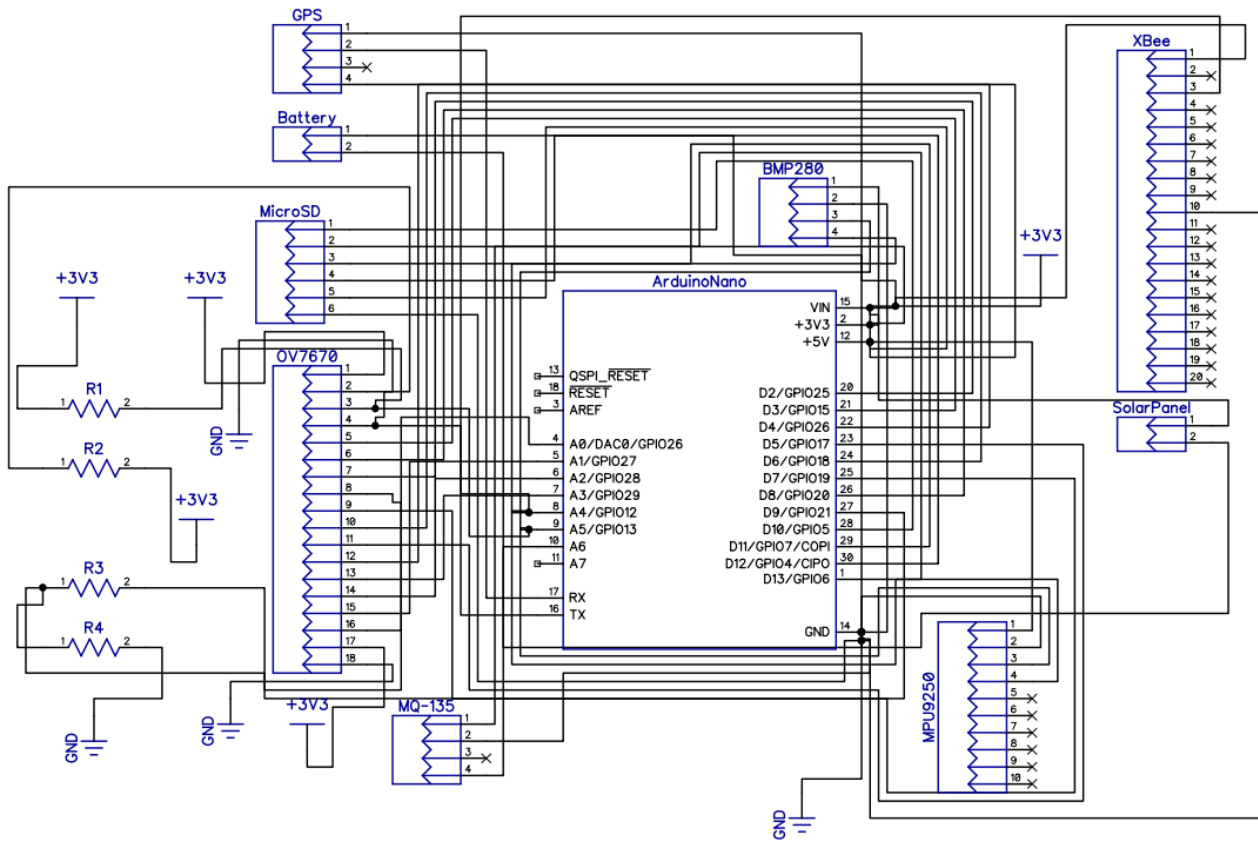 GPS
1
2
3
4
Battery
1
2
MicroSD
1
2
3
4
5
6
+3V3
+3V3
GND
R1
1
2
R2
1
2
+3V3
R3
1
2
R4
1
2
GND
OV7670
1
2
3
4
5
6
7
8
9
10
11
12
13
14
15
16
17
18
GND
+3V3
MQ-135
1
2
3
4
BMP280
1
2
3
4
ArduinoNano
13 QSPI_RESET
18 RESET
3 AREF
4 A0/DAC0/GPIO26
5 A1/GPIO27
6 A2/GPIO28
7 A3/GPIO29
8 A4/GPIO12
9 A5/GPIO13
10 A6
11 A7
17 RX
16 TX
VIN 15
+3V3 2
+5V 12
D2/GPIO25 20
D3/GPIO15 21
D4/GPIO26 22
D5/GPIO17 23
D6/GPIO18 24
D7/GPIO19 25
D8/GPIO20 26
D9/GPIO21 27
D10/GPIO5 28
D11/GPIO7/COPI 29
D12/GPIO4/CIPO 30
D13/GPIO6 1
GND 14
+3V3
XBee
1
2
3
4
5
6
7
8
9
10
11
12
13
14
15
16
17
18
19
20
SolarPanel
1
2
MPU9250
1
2
3
4
5
6
7
8
9
10
GND